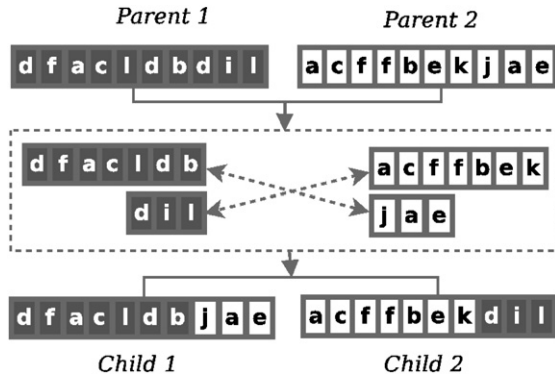 Parent 1 Parent 2
d f a c l d b d i l a c f f b e k j a e
d f a c l d b a c f f b e k
d i l j a e
d f a c l d b j a e a c f f b e k d i l
Child 1 Child 2